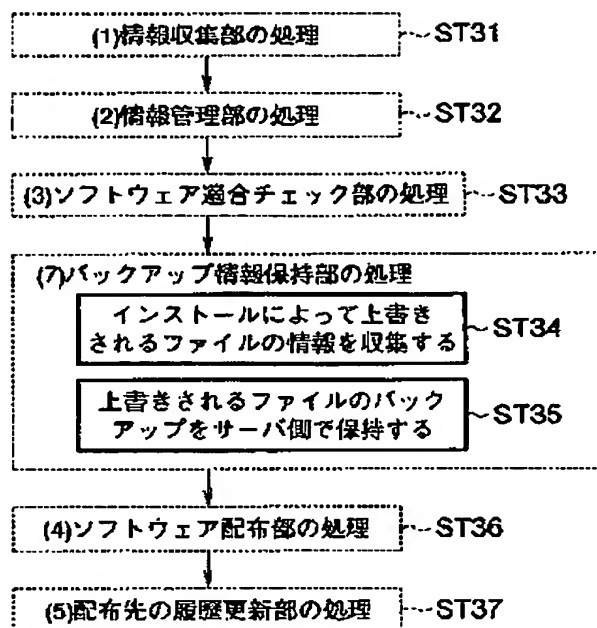 (1)情報収集部の処理 ST31
(2)情報管理部の処理 ST32
(3)ソフトウェア適合チェック部の処理 ST33
(7)バックアップ情報保持部の処理
インストールによって上書き
されるファイルの情報を収集する
ST34
上書きされるファイルのバック
アップをサーバ側で保持する
ST35
(4)ソフトウェア配布部の処理 ST36
(5)配布先の履歴更新部の処理 ST37